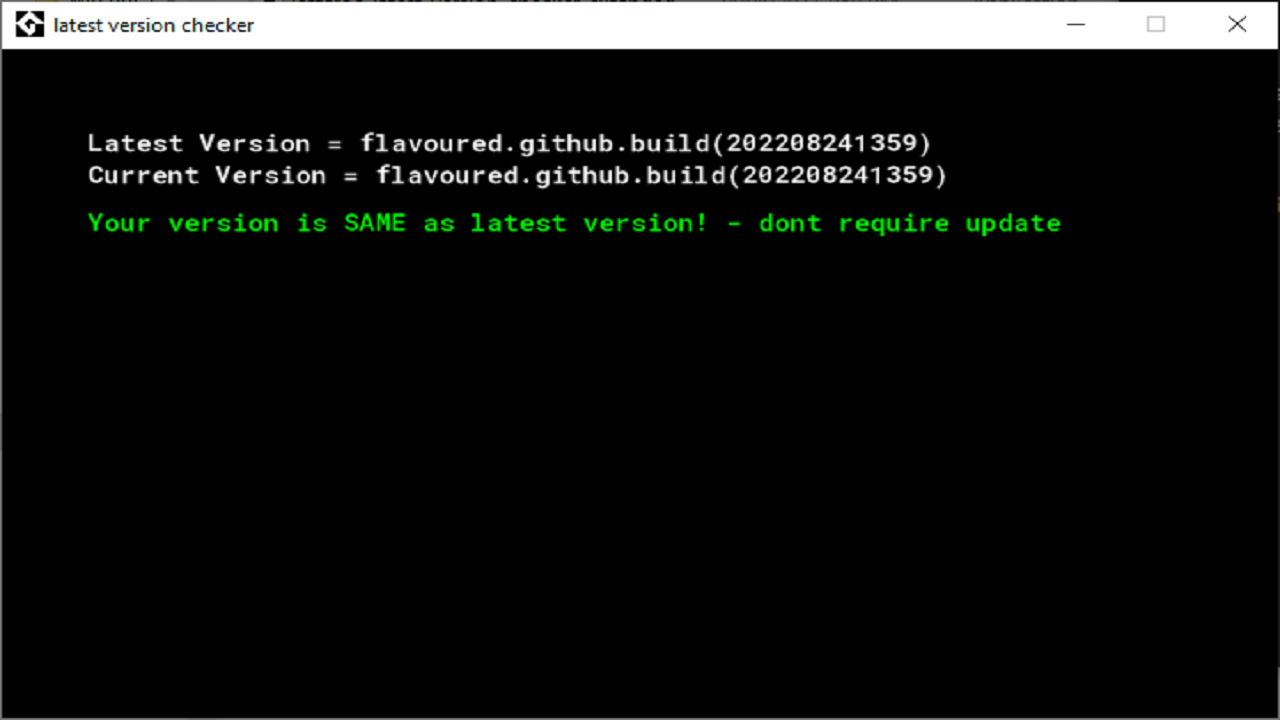 latest version checker
Latest Version = flavoured.github.build(202208241359)
Current Version = flavoured.github.build(202208241359)
Your version is SAME as latest version! - dont require update